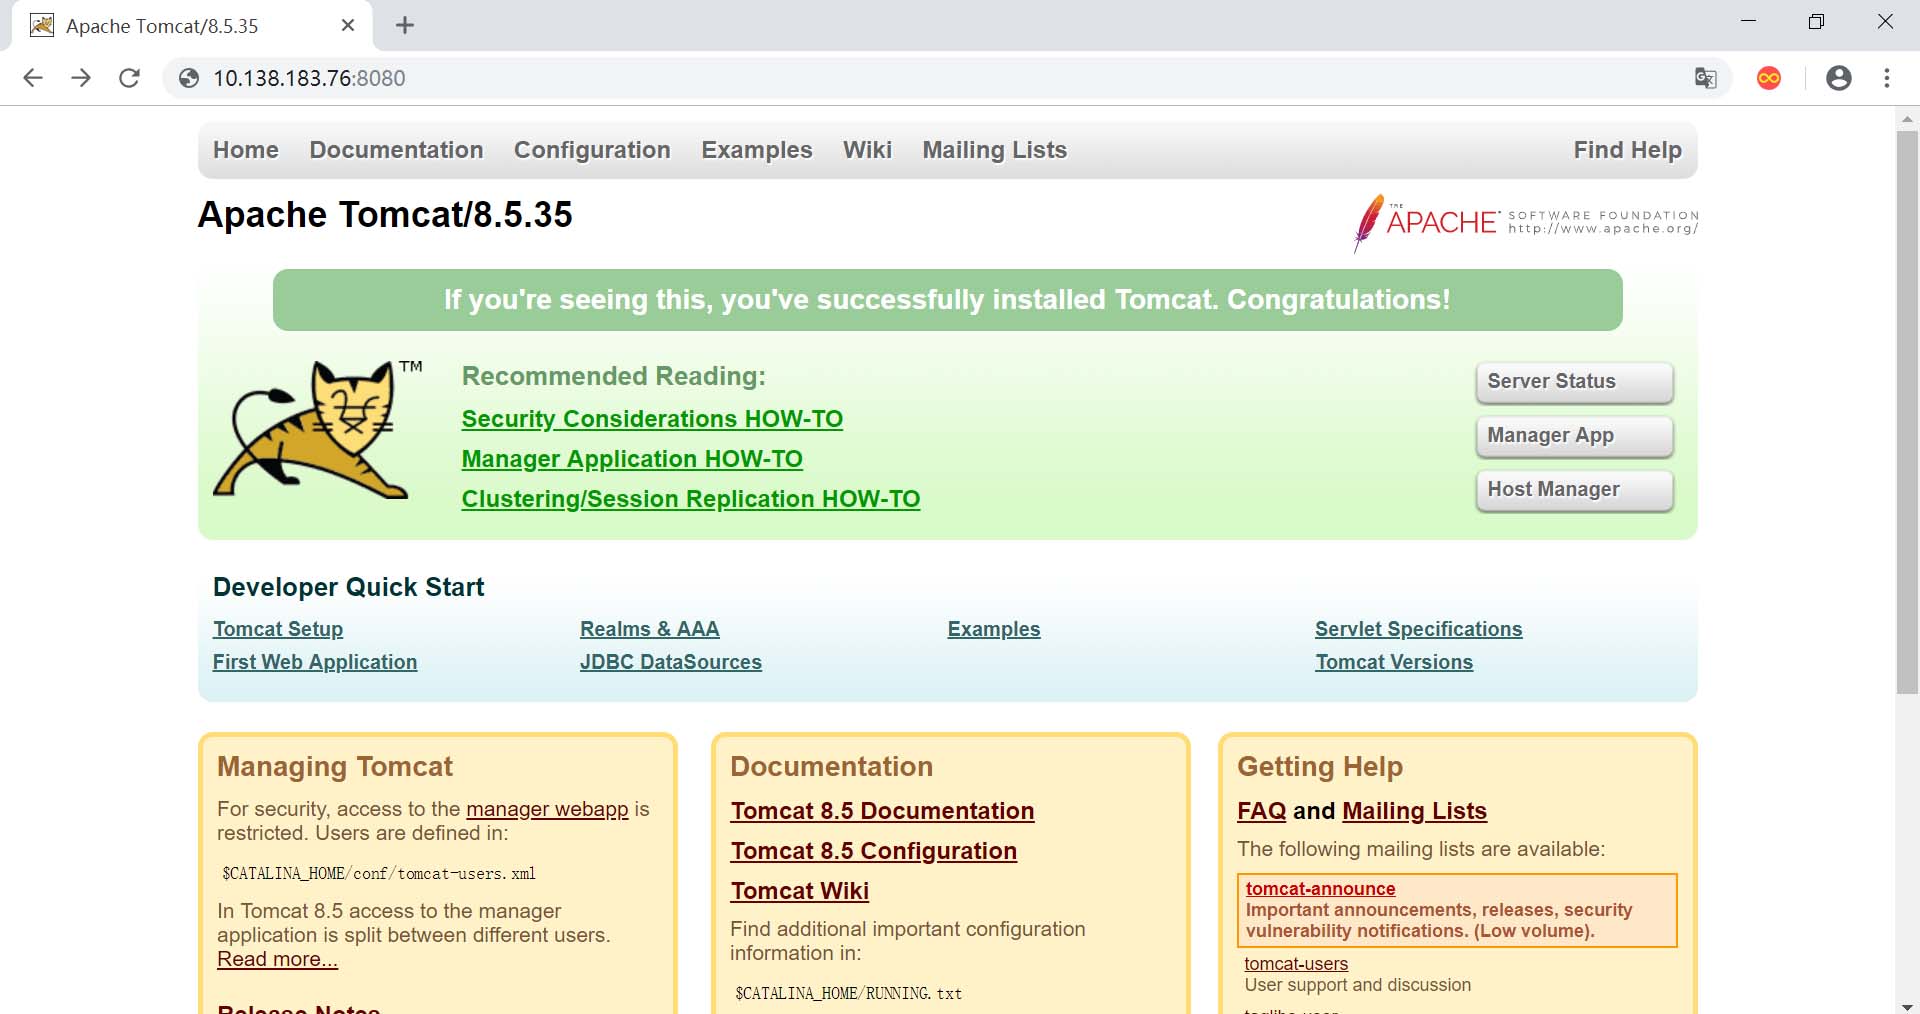 Apache Tomcat/8.5.35
10.138.183.76:8080
Home Documentation Configuration Examples Wiki Mailing Lists Find Help
Apache Tomcat/8.5.35
THE APACHE SOFTWARE FOUNDATION
http://www.apache.org/
If you're seeing this, you've successfully installed Tomcat. Congratulations!
TM
Recommended Reading:
Security Considerations HOW-TO
Manager Application HOW-TO
Clustering/Session Replication HOW-TO
Server Status
Manager App
Host Manager
Developer Quick Start
Tomcat Setup
First Web Application
Realms & AAA
JDBC DataSources
Examples
Servlet Specifications
Tomcat Versions
Managing Tomcat
For security, access to the manager webapp is
restricted. Users are defined in:
$CATALINA_HOME/conf/tomcat-users.xml
In Tomcat 8.5 access to the manager
application is split between different users.
Read more...
Release Notes
Documentation
Tomcat 8.5 Documentation
Tomcat 8.5 Configuration
Tomcat Wiki
Find additional important configuration
information in:
$CATALINA_HOME/RUNNING.txt
Getting Help
FAQ and Mailing Lists
The following mailing lists are available:
tomcat-announce
Important announcements, releases, security
vulnerability notifications. (Low volume).
tomcat-users
User support and discussion